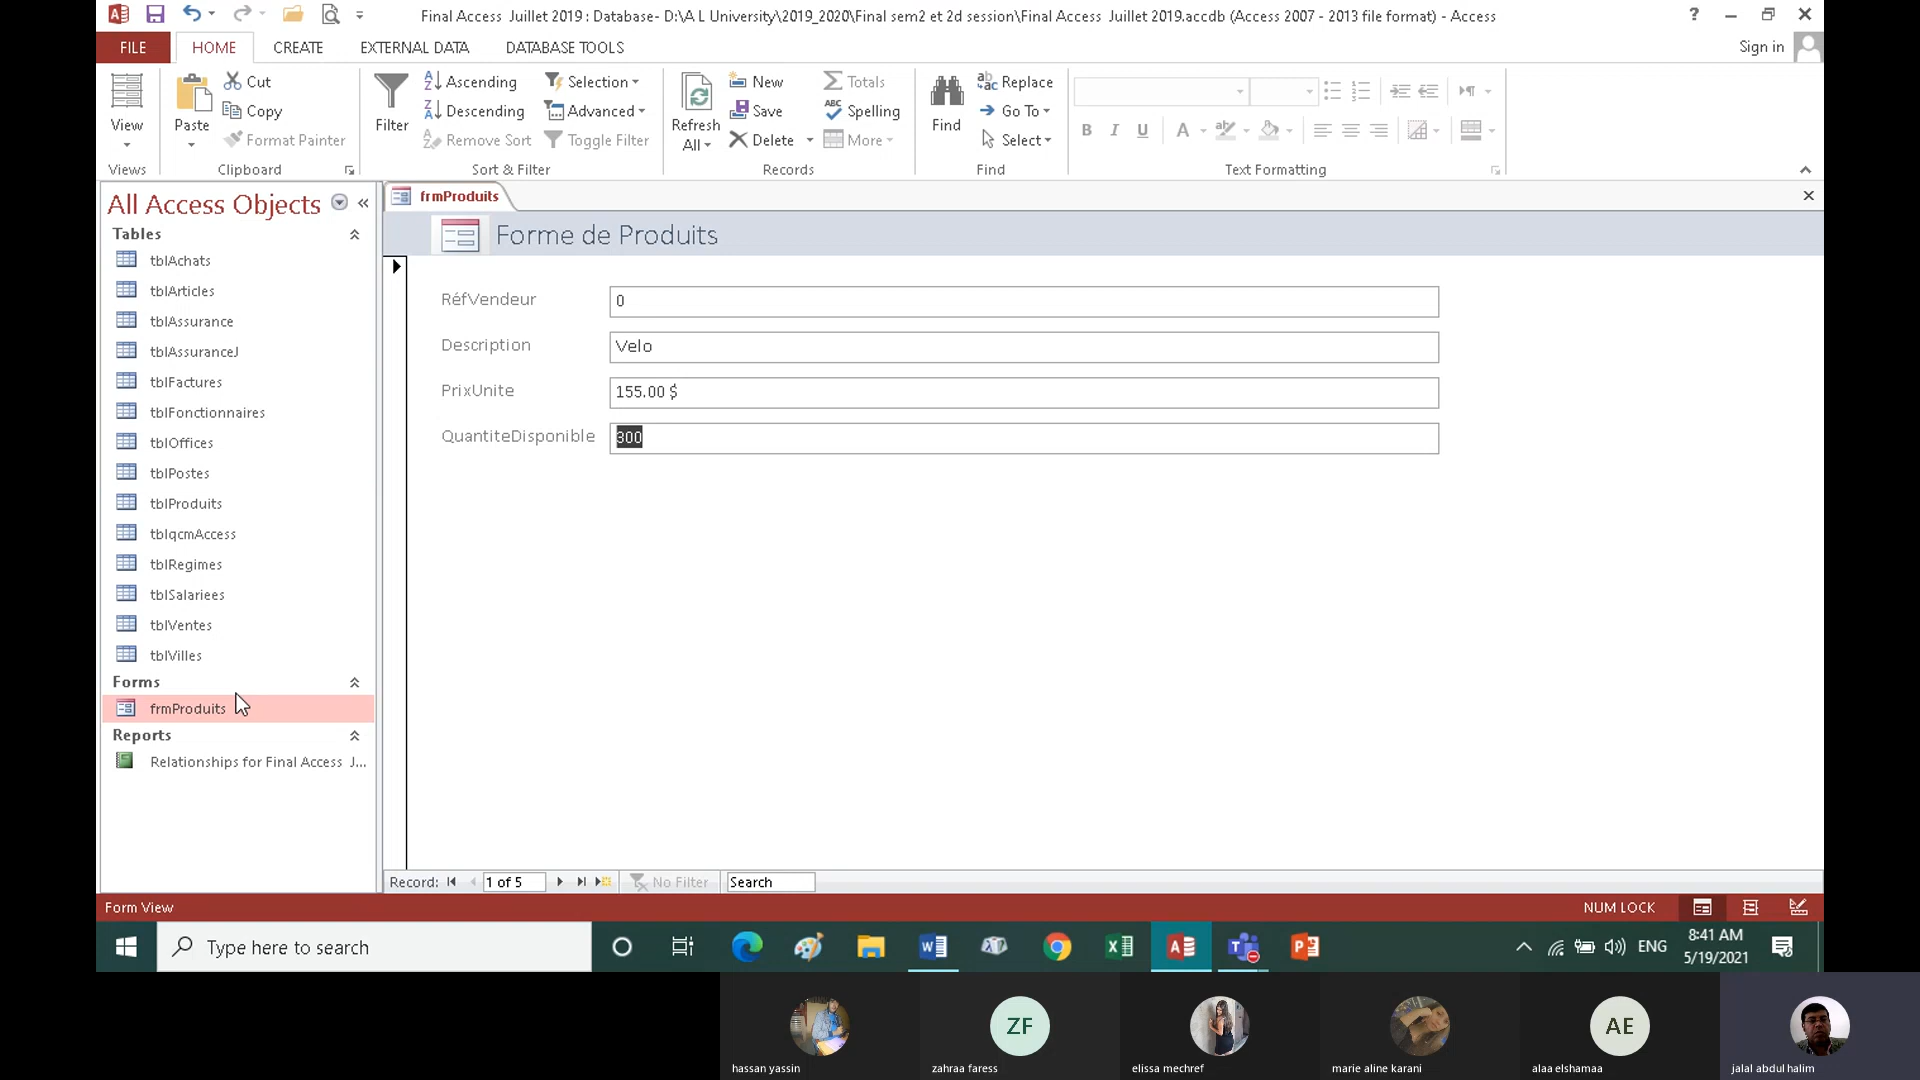 Final Access  Juillet 2019 : Database- D:\A L University\2019_2020\Final sem2 et 2d session\Final Access  Juillet 2019.accdb (Access 2007 - 2013 file format) - Access
?
FILE
HOME
CREATE
EXTERNAL DATA
DATABASE TOOLS
Sign in
View
Paste
Cut
Copy
Format Painter
Filter
Ascending
Descending
Remove Sort
Selection
Advanced
Toggle Filter
Refresh
All
New
Save
Delete
Totals
Spelling
More
Find
Replace
Go To
Select
B I U
A
Views
Clipboard
Sort & Filter
Records
Find
Text Formatting
All Access Objects
Tables
tblAchats
tblArticles
tblAssurance
tblAssuranceJ
tblFactures
tblFonctionnaires
tblOffices
tblPostes
tblProduits
tblqcmAccess
tblRegimes
tblSalariees
tblVentes
tblVilles
Forms
frmProduits
Reports
Relationships for Final Access  J...
frmProduits
Forme de Produits
RéfVendeur
0
Description
Velo
PrixUnite
155.00 $
QuantiteDisponible
300
Record:
1 of 5
No Filter
Search
Form View
NUM LOCK
Type here to search
ENG
8:41 AM
5/19/2021
ZF
AE
hassan yassin
zahraa faress
elissa mechref
marie aline karani
alaa elshamaa
jalal abdul halim